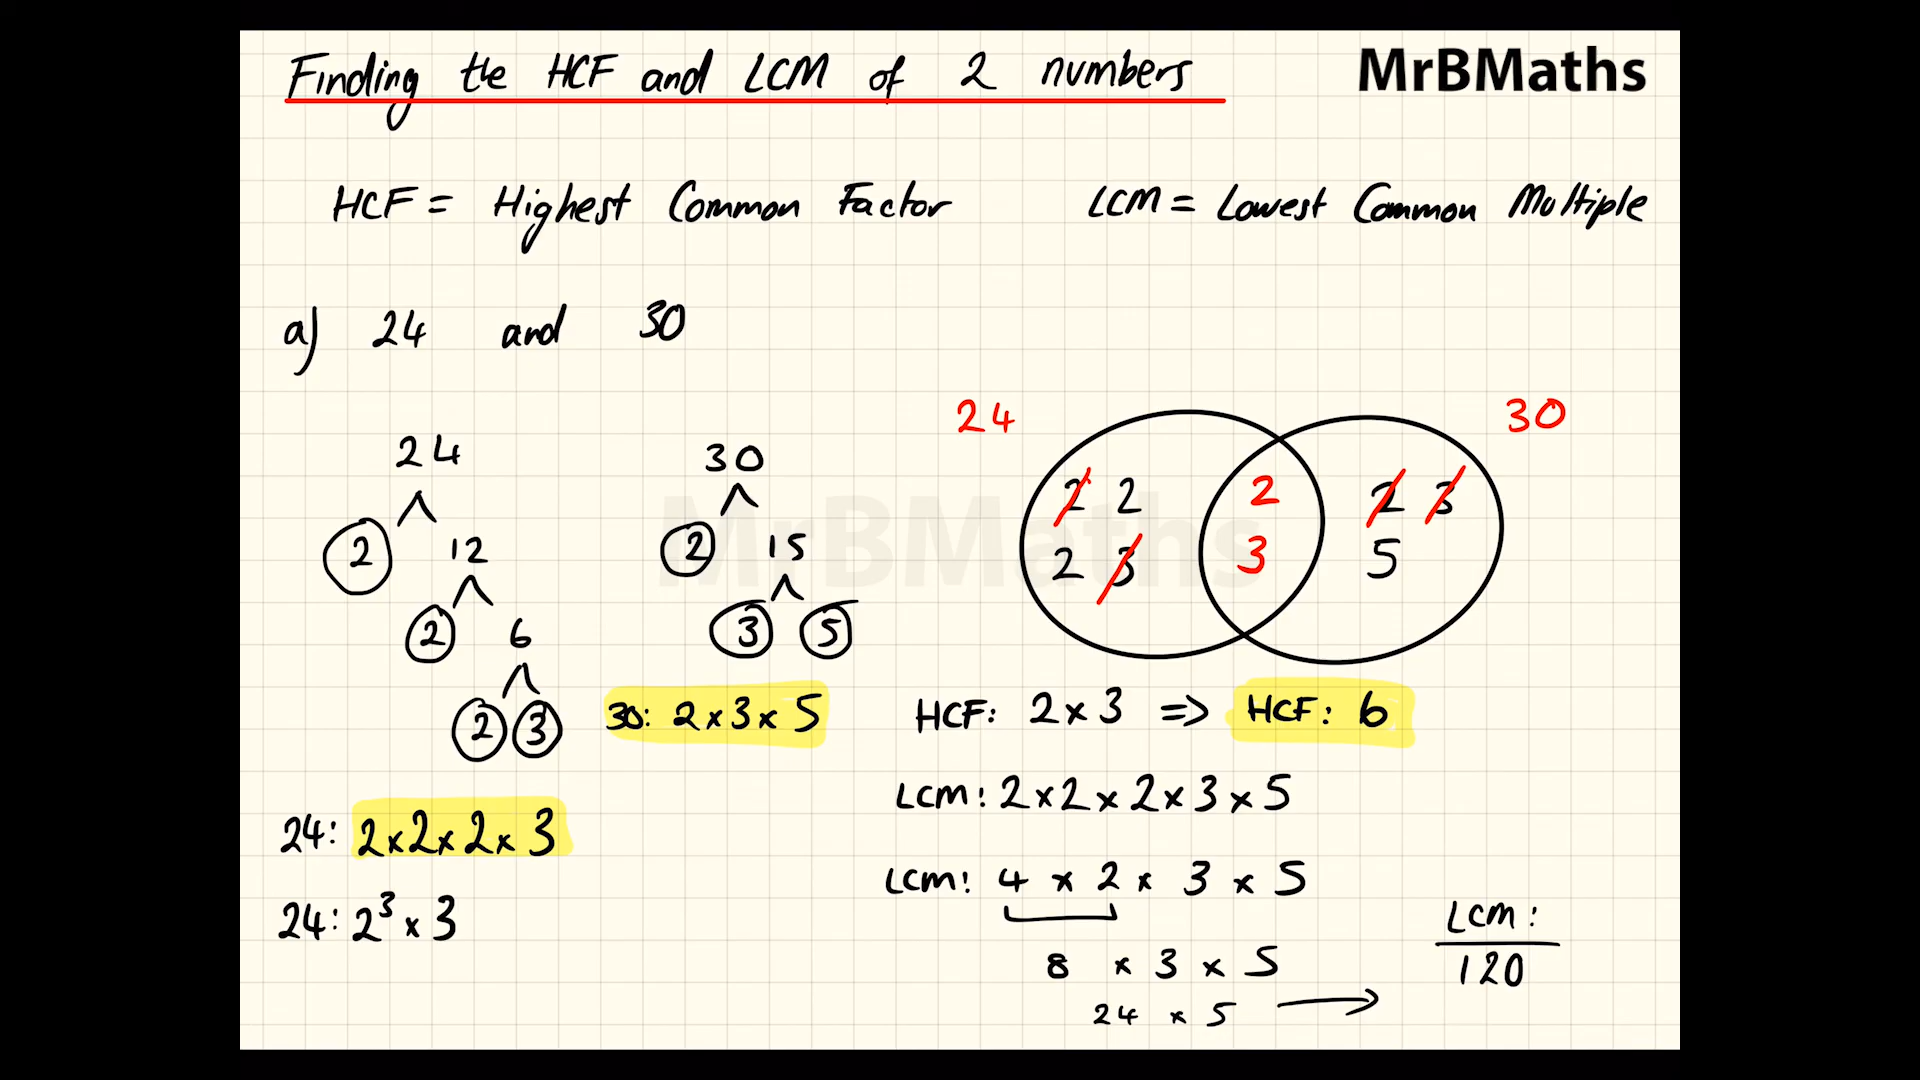 Finding the HCF and LCM of 2 numbers
MrBMaths
HCF = Highest Common Factor
LCM = Lowest Common Multiple
a) 24 and 30
24
2 12
2 6
2 3
24: 2×2×2×3
24: 2³×3
30
2 15
3 5
30: 2×3×5
MrBMaths
24 30
2 2 2 2 3
2 3 3 5
HCF: 2×3 => HCF: 6
LCM: 2×2×2×3×5
LCM: 4 × 2 × 3 × 5
8 × 3 × 5
24 × 5
LCM:
120